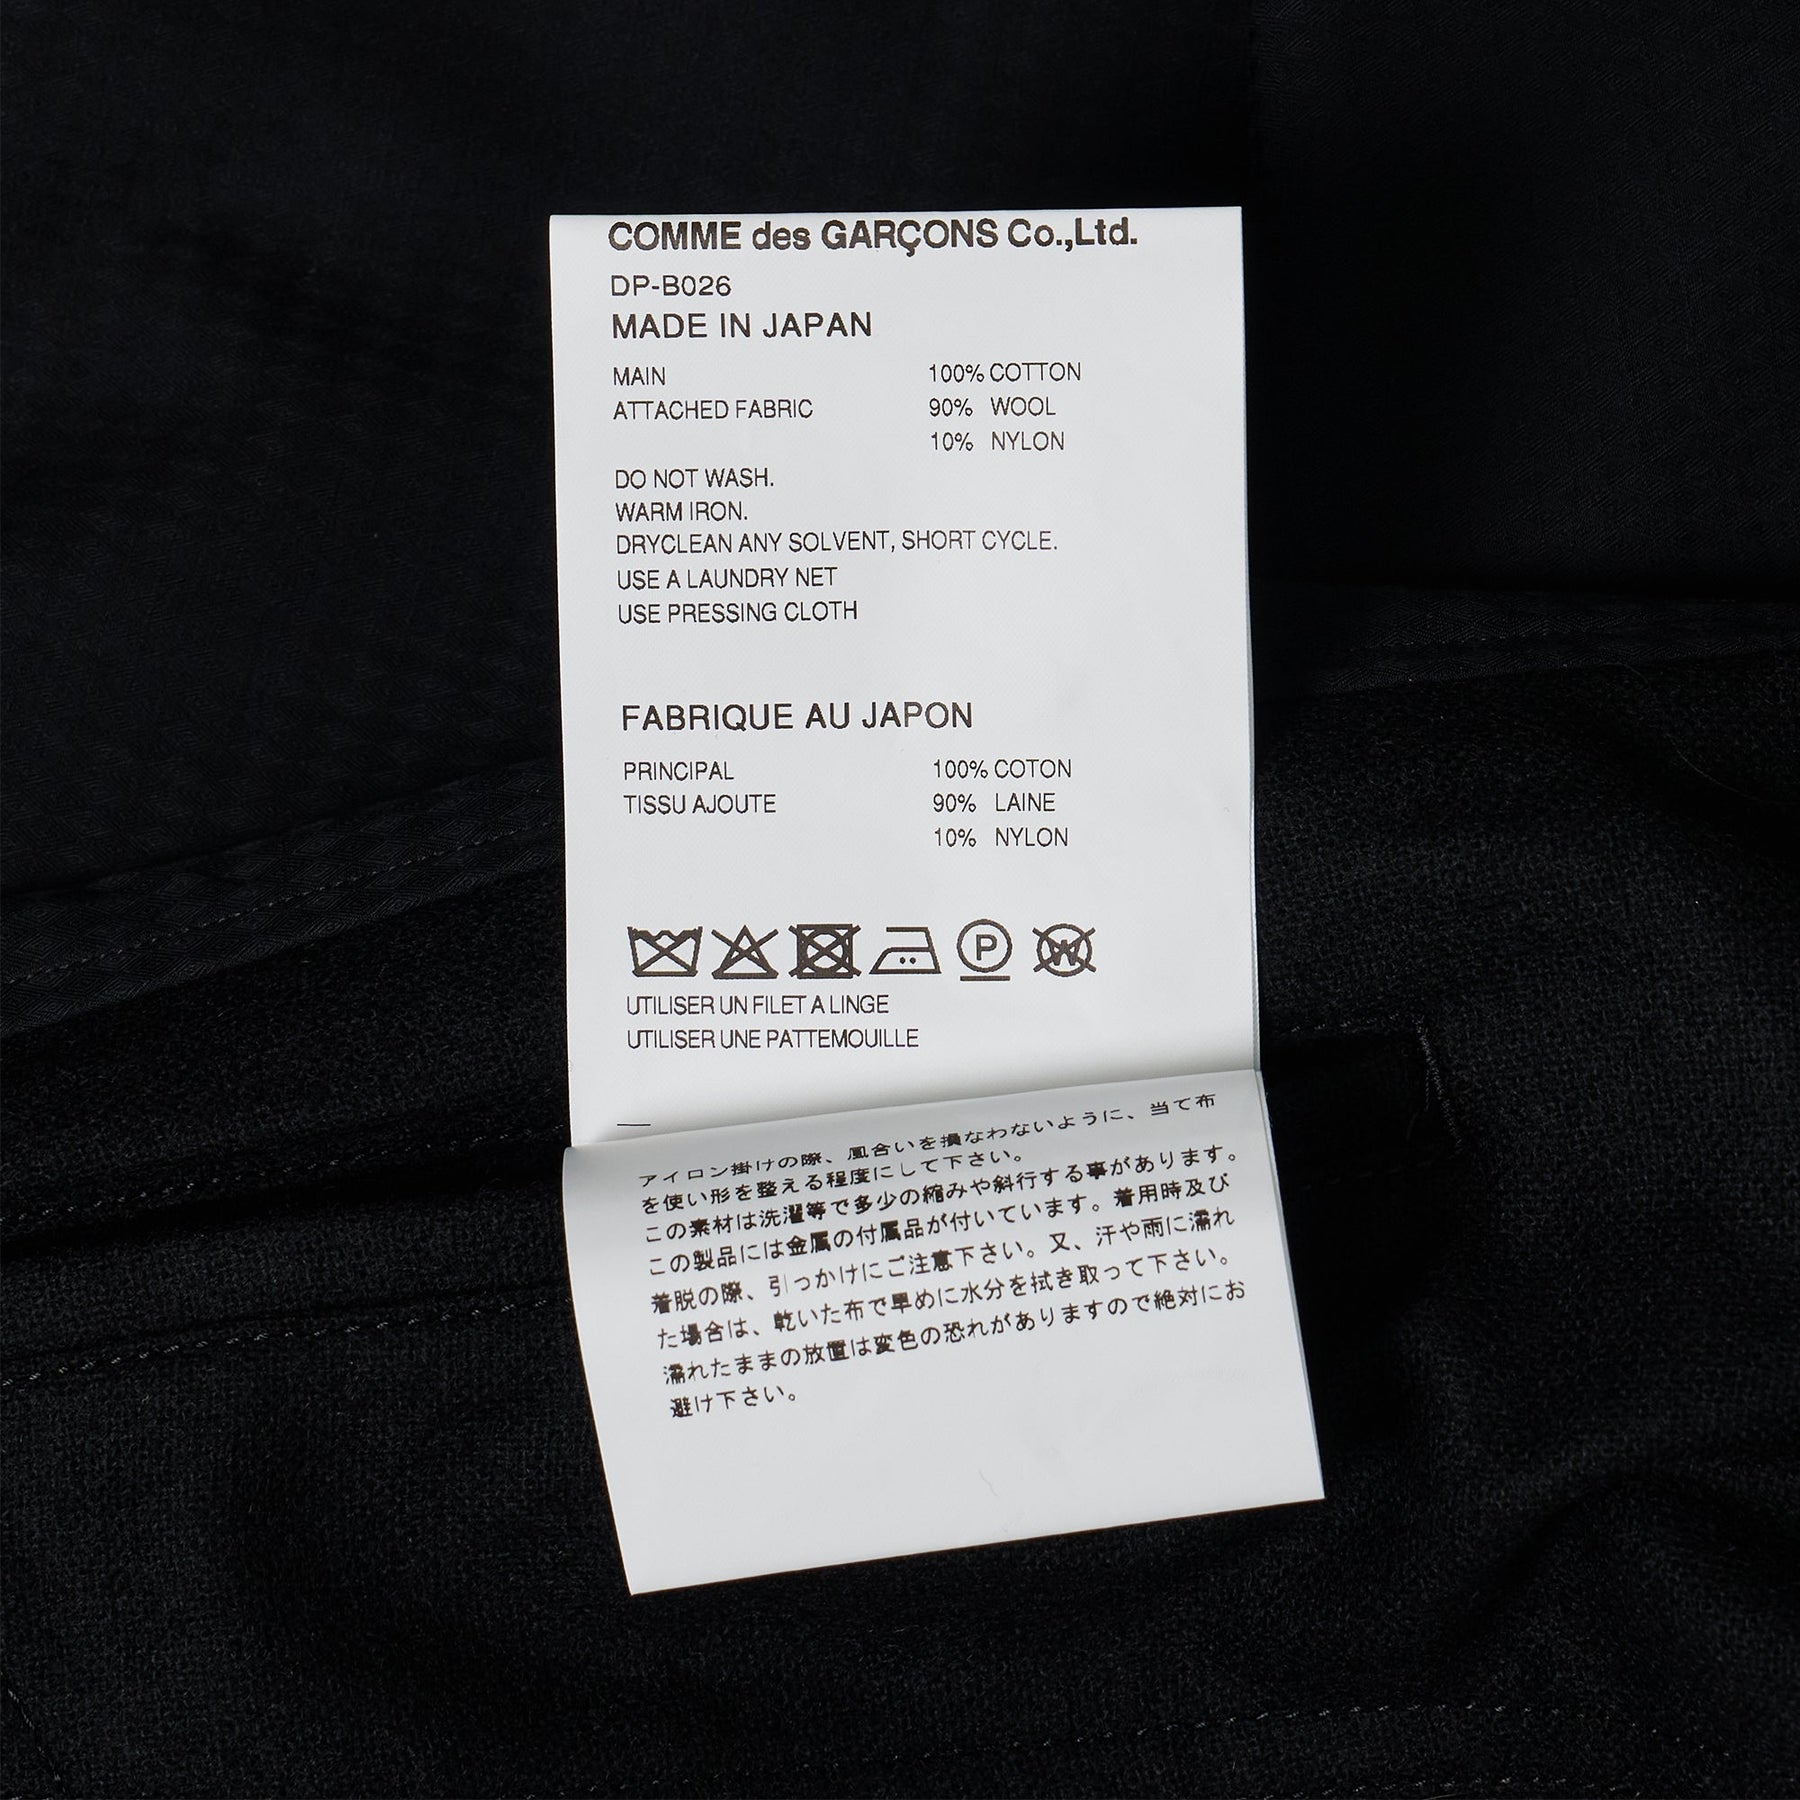 COMME des GARÇONS Co.,Ltd.
DP-B026
MADE IN JAPAN
MAIN 100% COTTON
ATTACHED FABRIC 90% WOOL
10% NYLON
DO NOT WASH.
WARM IRON.
DRYCLEAN ANY SOLVENT, SHORT CYCLE.
USE A LAUNDRY NET
USE PRESSING CLOTH
FABRIQUE AU JAPON
PRINCIPAL 100% COTON
TISSU AJOUTE 90% LAINE
10% NYLON
P W
UTILISER UN FILET A LINGE
UTILISER UNE PATTEMOUILLE
アイロン掛けの際、風合いを損なわないように、当て布
を使い形を整える程度にして下さい。
この素材は洗濯等で多少の縮みや斜行する事があります。
この製品には金属の付属品が付いています。着用時及び
着脱の際、引っかけにご注意下さい。又、汗や雨に濡れ
た場合は、乾いた布で早めに水分を拭き取って下さい。
濡れたままの放置は変色の恐れがありますので絶対にお
避け下さい。